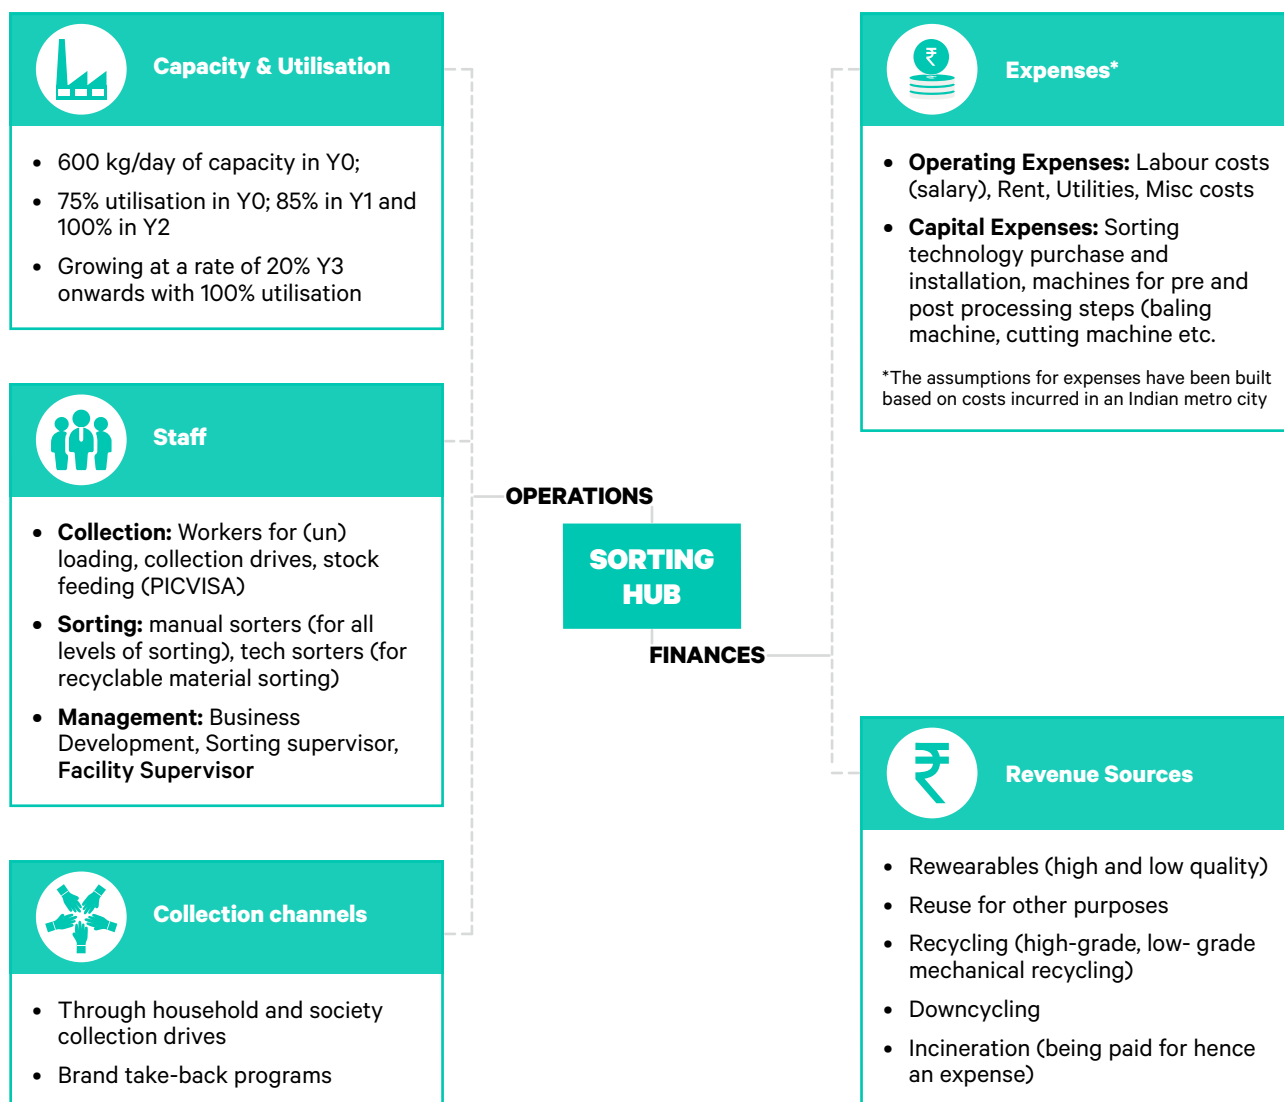 Capacity & Utilisation
• 600 kg/day of capacity in Y0;
• 75% utilisation in Y0; 85% in Y1 and
100% in Y2
• Growing at a rate of 20% Y3
onwards with 100% utilisation
Staff
• Collection: Workers for (un)
loading, collection drives, stock
feeding (PICVISA)
• Sorting: manual sorters (for all
levels of sorting), tech sorters (for
recyclable material sorting)
• Management: Business
Development, Sorting supervisor,
Facility Supervisor
Collection channels
• Through household and society
collection drives
• Brand take-back programs
OPERATIONS
SORTING
HUB
FINANCES
₹
Expenses*
• Operating Expenses: Labour costs
(salary), Rent, Utilities, Misc costs
• Capital Expenses: Sorting
technology purchase and
installation, machines for pre and
post processing steps (baling
machine, cutting machine etc.
*The assumptions for expenses have been built
based on costs incurred in an Indian metro city
₹
Revenue Sources
• Rewearables (high and low quality)
• Reuse for other purposes
• Recycling (high-grade, low- grade
mechanical recycling)
• Downcycling
• Incineration (being paid for hence
an expense)